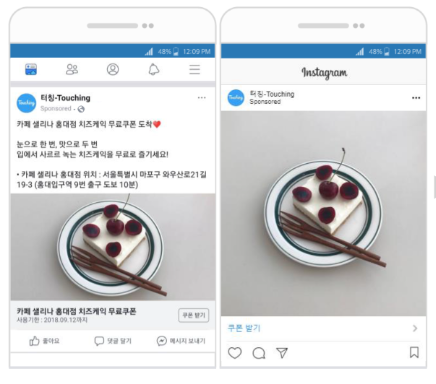 48% 12:09 PM
Touching
터칭-Touching
Sponsored
카페 샐리나 홍대점 치즈케익 무료쿠폰 도착❤️
눈으로 한 번, 맛으로 두 번
입에서 사르르 녹는 치즈케익을 무료로 즐기세요!
• 카페 샐리나 홍대점 위치 : 서울특별시 마포구 와우산로21길
19-3 (홍대입구역 9번 출구 도보 10분)
카페 샐리나 홍대점 치즈케익 무료쿠폰
사용기한 : 2018.09.12까지
쿠폰 받기
좋아요 댓글 달기 메시지 보내기
48% 12:09 PM
Instagram
Touching
터칭-Touching
Sponsored
쿠폰 받기